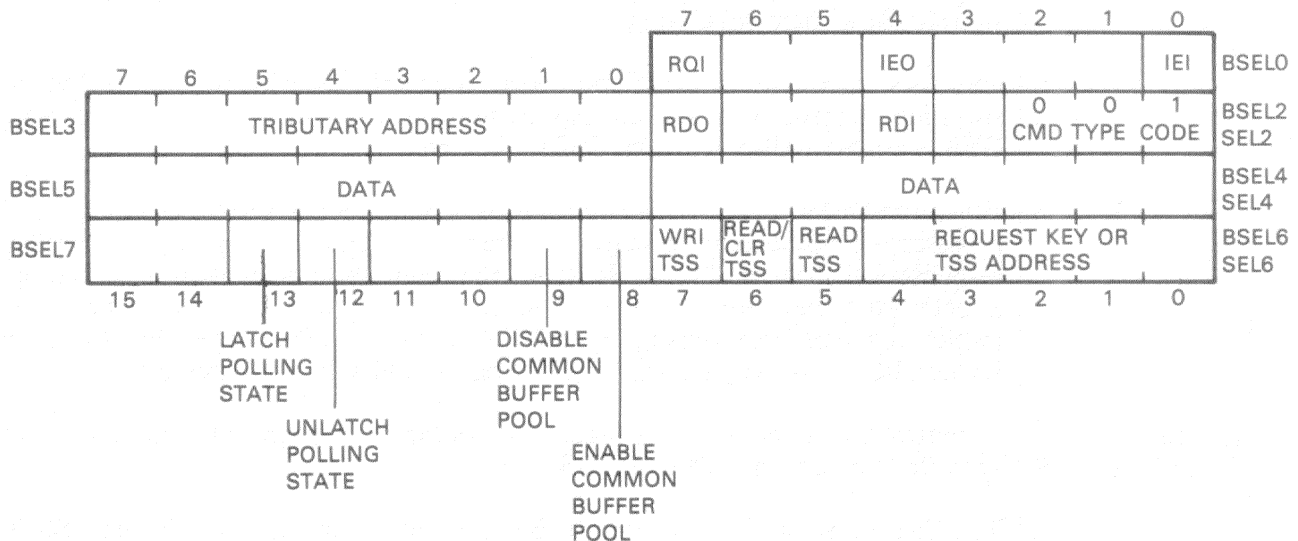 7 6 5 4 3 2 1 0
RQI IEO IEI BSEL0
7 6 5 4 3 2 1 0
BSEL3 TRIBUTARY ADDRESS RDO RDI 0 0 1 BSEL2
CMD TYPE CODE SEL2
BSEL5 DATA DATA BSEL4
SEL4
BSEL7 WRI READ/ READ REQUEST KEY OR BSEL6
TSS CLR TSS TSS ADDRESS SEL6
TSS
15 14 13 12 11 10 9 8 7 6 5 4 3 2 1 0
LATCH
POLLING
STATE
UNLATCH
POLLING
STATE
DISABLE
COMMON
BUFFER
POOL
ENABLE
COMMON
BUFFER
POOL